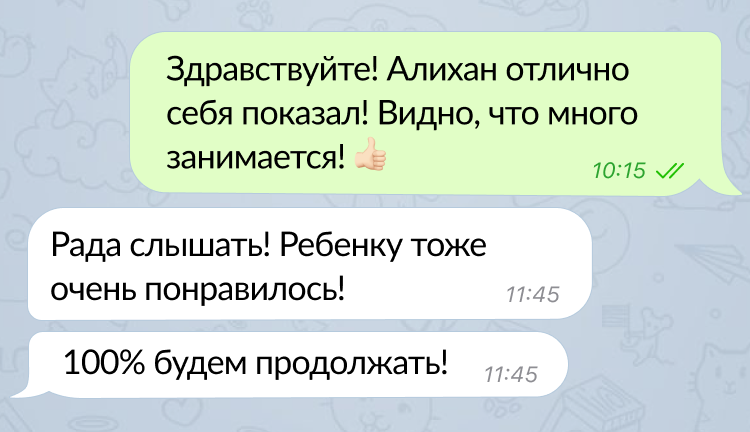 Здравствуйте! Алихан отлично
себя показал! Видно, что много
занимается! 👍🏻
10:15
Рада слышать! Ребенку тоже
очень понравилось!
11:45
100% будем продолжать!
11:45